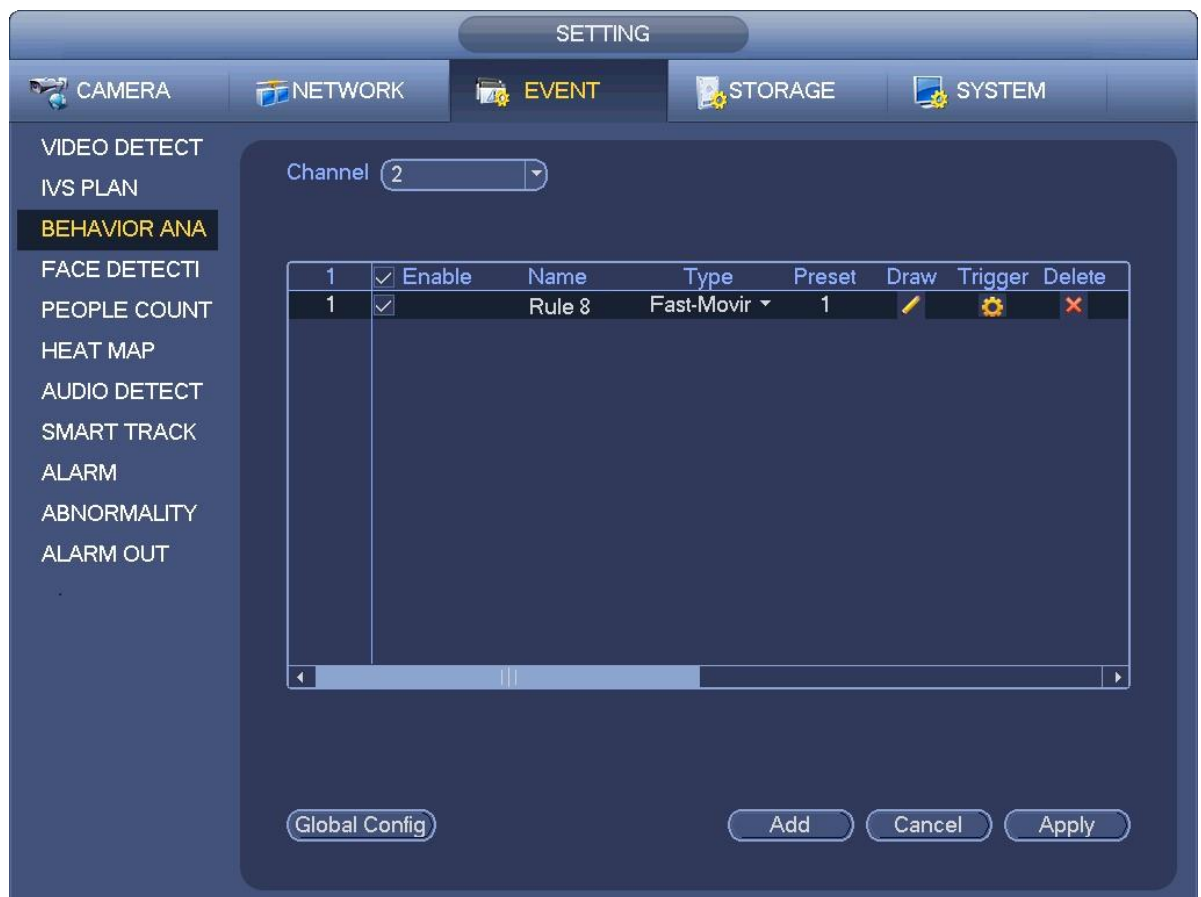 SETTING
CAMERA NETWORK EVENT STORAGE SYSTEM
VIDEO DETECT
IVS PLAN
BEHAVIOR ANA
FACE DETECTI
PEOPLE COUNT
HEAT MAP
AUDIO DETECT
SMART TRACK
ALARM
ABNORMALITY
ALARM OUT
Channel 2
1 Enable Name Type Preset Draw Trigger Delete
1 Rule 8 Fast-Movir 1
Global Config Add Cancel Apply